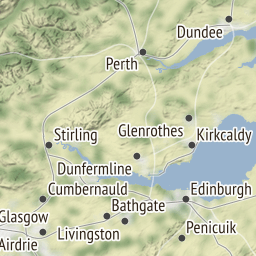 Dundee
Perth
Glenrothes
Stirling
Kirkcaldy
Dunfermline
Cumbernauld
Edinburgh
Bathgate
Glasgow
Livingston
Penicuik
Airdrie